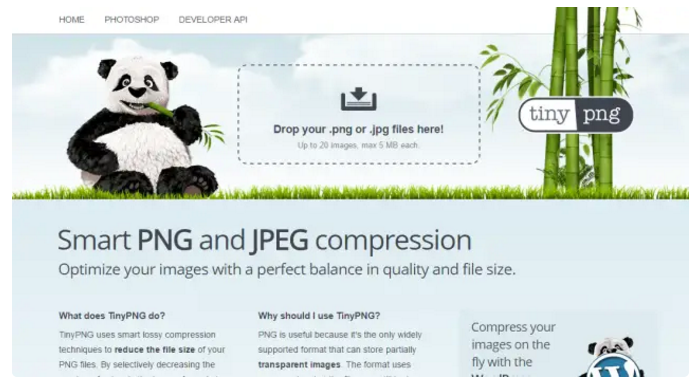 HOME PHOTOSHOP DEVELOPER API
Drop your .png or .jpg files here!
Up to 20 images, max 5 MB each.
tiny png
Smart PNG and JPEG compression
Optimize your images with a perfect balance in quality and file size.
What does TinyPNG do?
TinyPNG uses smart lossy compression
techniques to reduce the file size of your
PNG files. By selectively decreasing the
Why should I use TinyPNG?
PNG is useful because it's the only widely
supported format that can store partially
transparent images. The format uses
Compress your
images on the
fly with the